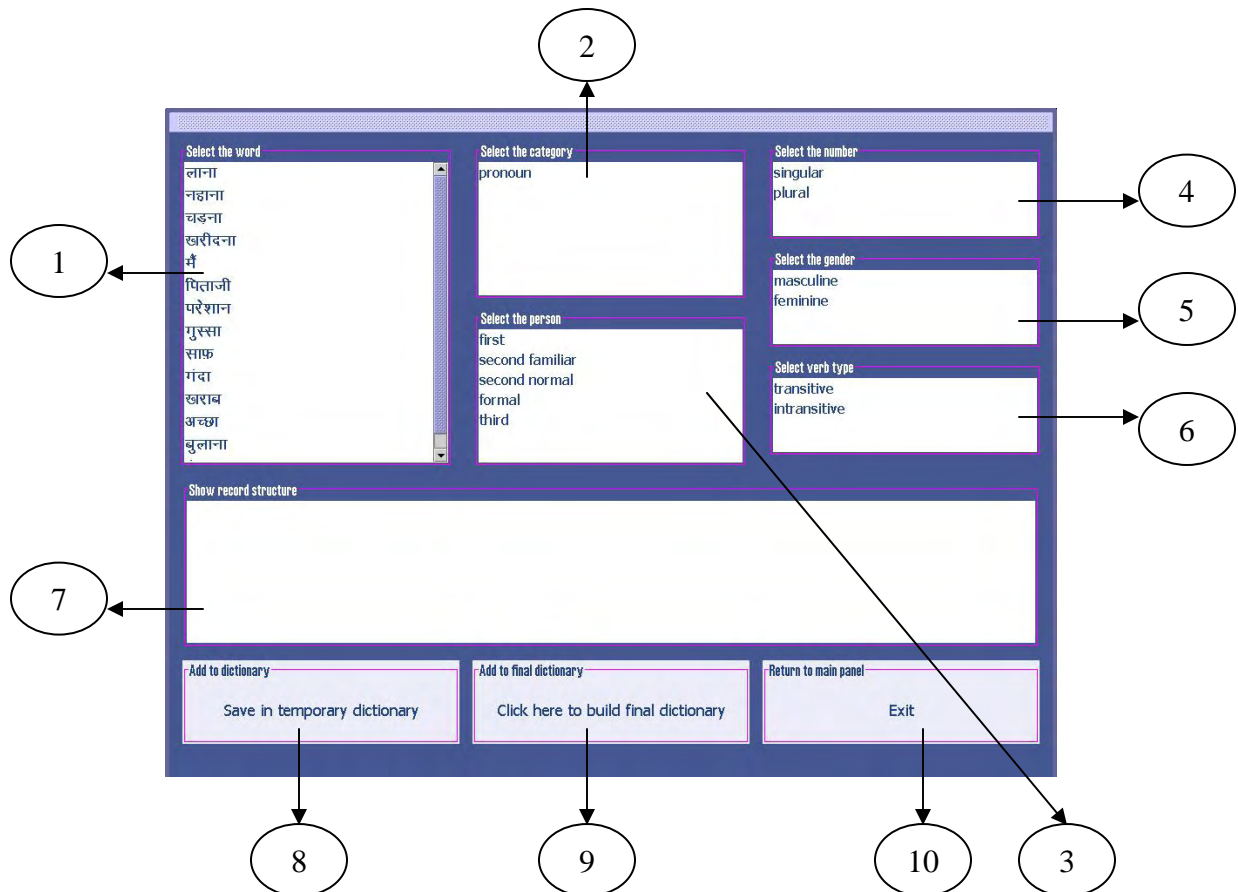 2
Select the word
लाना
नहाना
चड़ना
खरीदना
मैं
पिताजी
परेशान
गुस्सा
साफ़
गंदा
खराब
अच्छा
बुलाना
1
Select the category
pronoun
Select the person
first
second familiar
second normal
formal
third
Select the number
singular
plural
4
Select the gender
masculine
feminine
5
Select verb type
transitive
intransitive
6
Show record structure
7
Add to dictionary
Save in temporary dictionary
Add to final dictionary
Click here to build final dictionary
Return to main panel
Exit
8
9
10
3